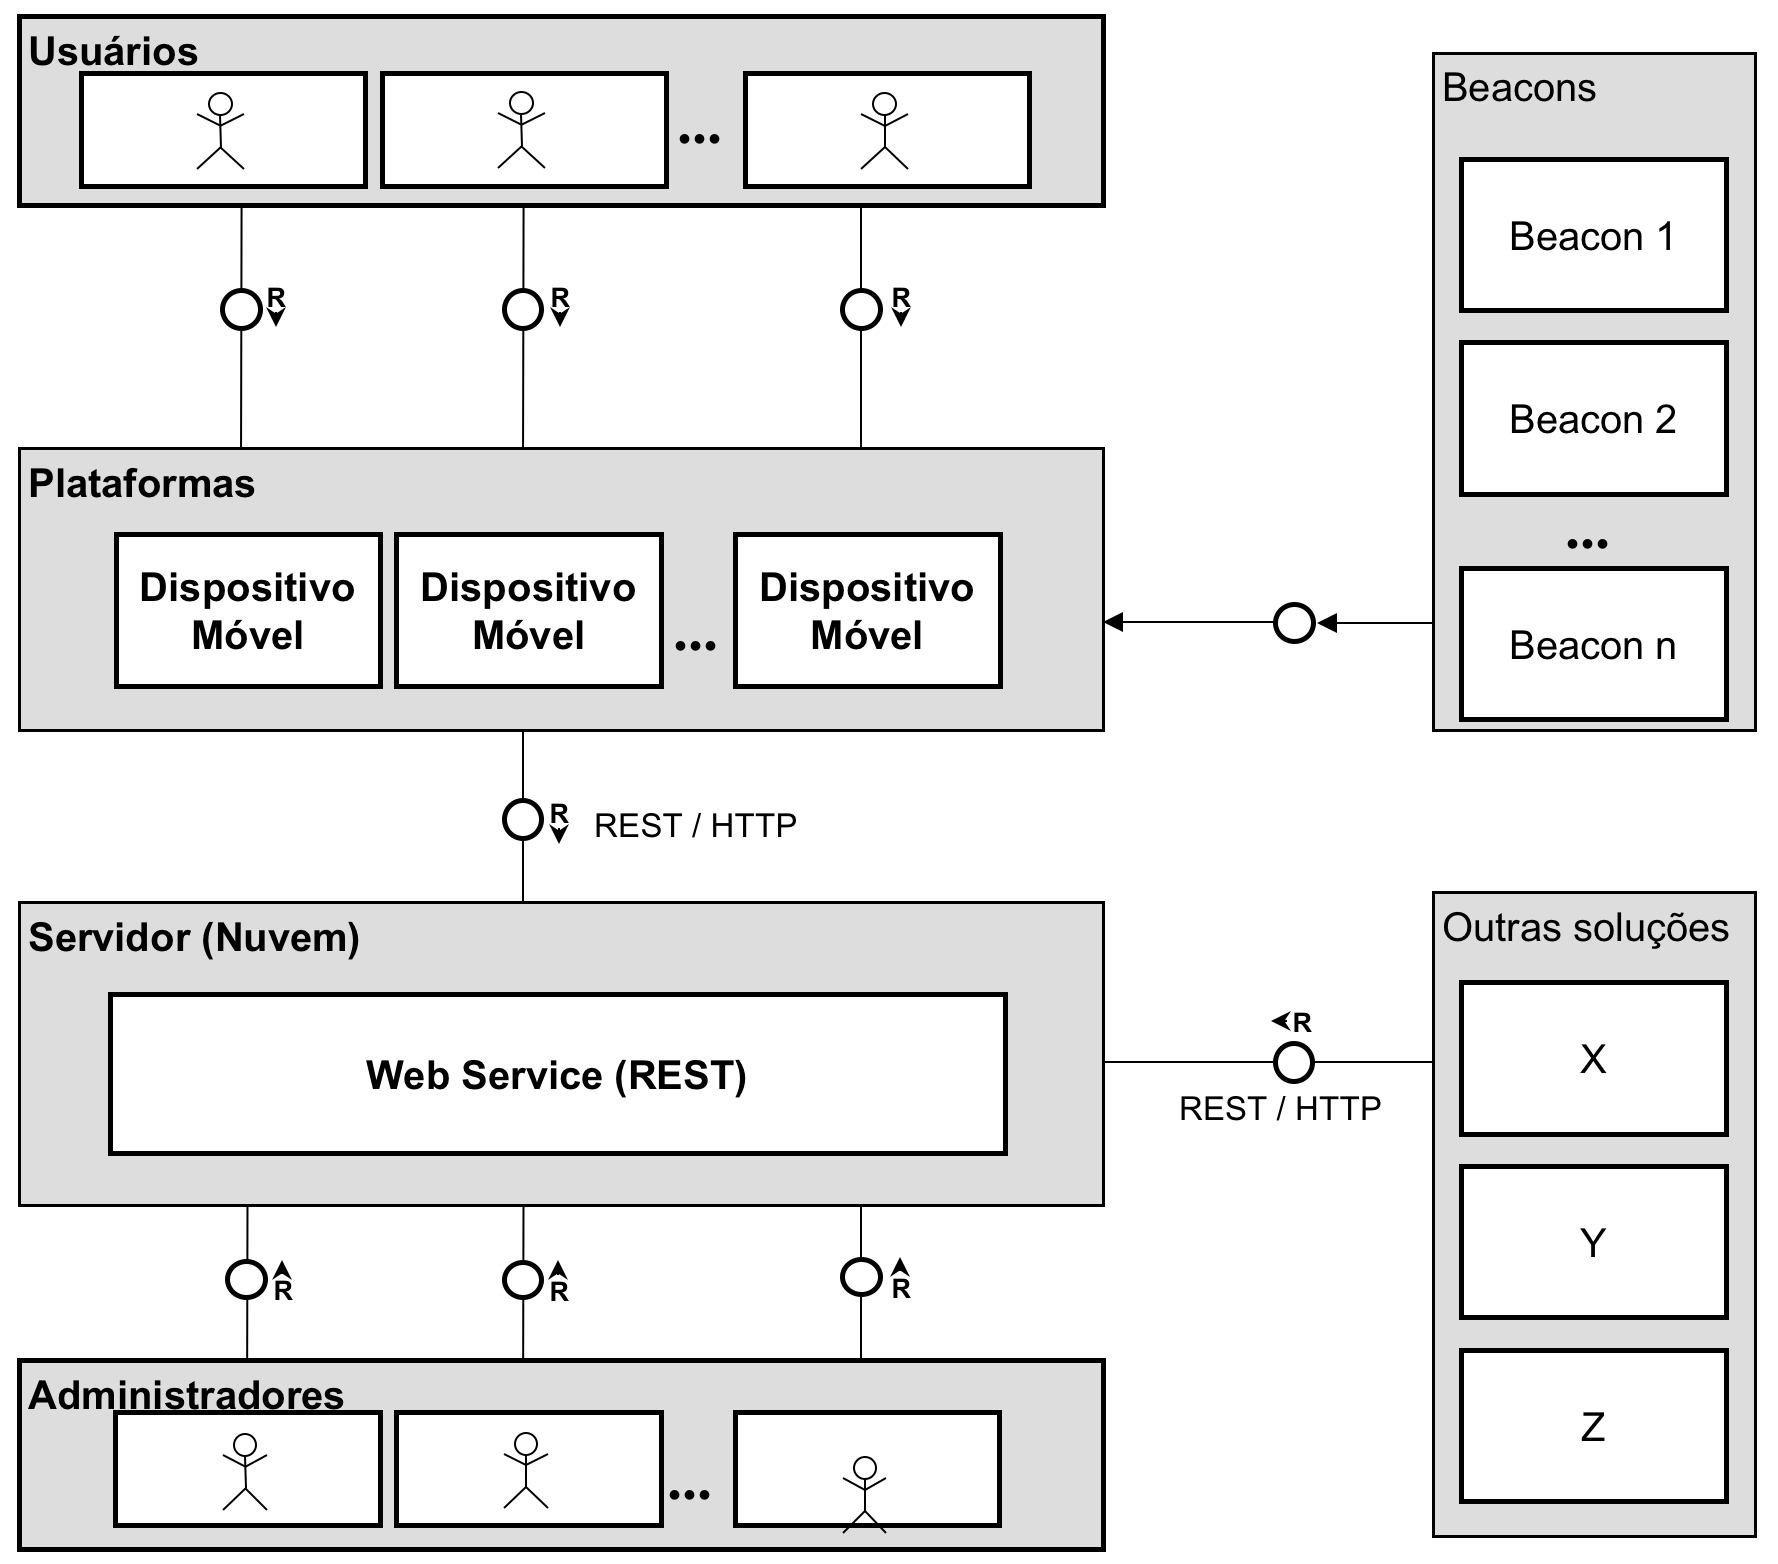 Usuários
...
R
R
R
Plataformas
Dispositivo
Móvel
Dispositivo
Móvel
...
Dispositivo
Móvel
Beacons
Beacon 1
Beacon 2
...
Beacon n
R
REST / HTTP
Servidor (Nuvem)
Web Service (REST)
R
REST / HTTP
Outras soluções
X
Y
Z
R
R
R
Administradores
...